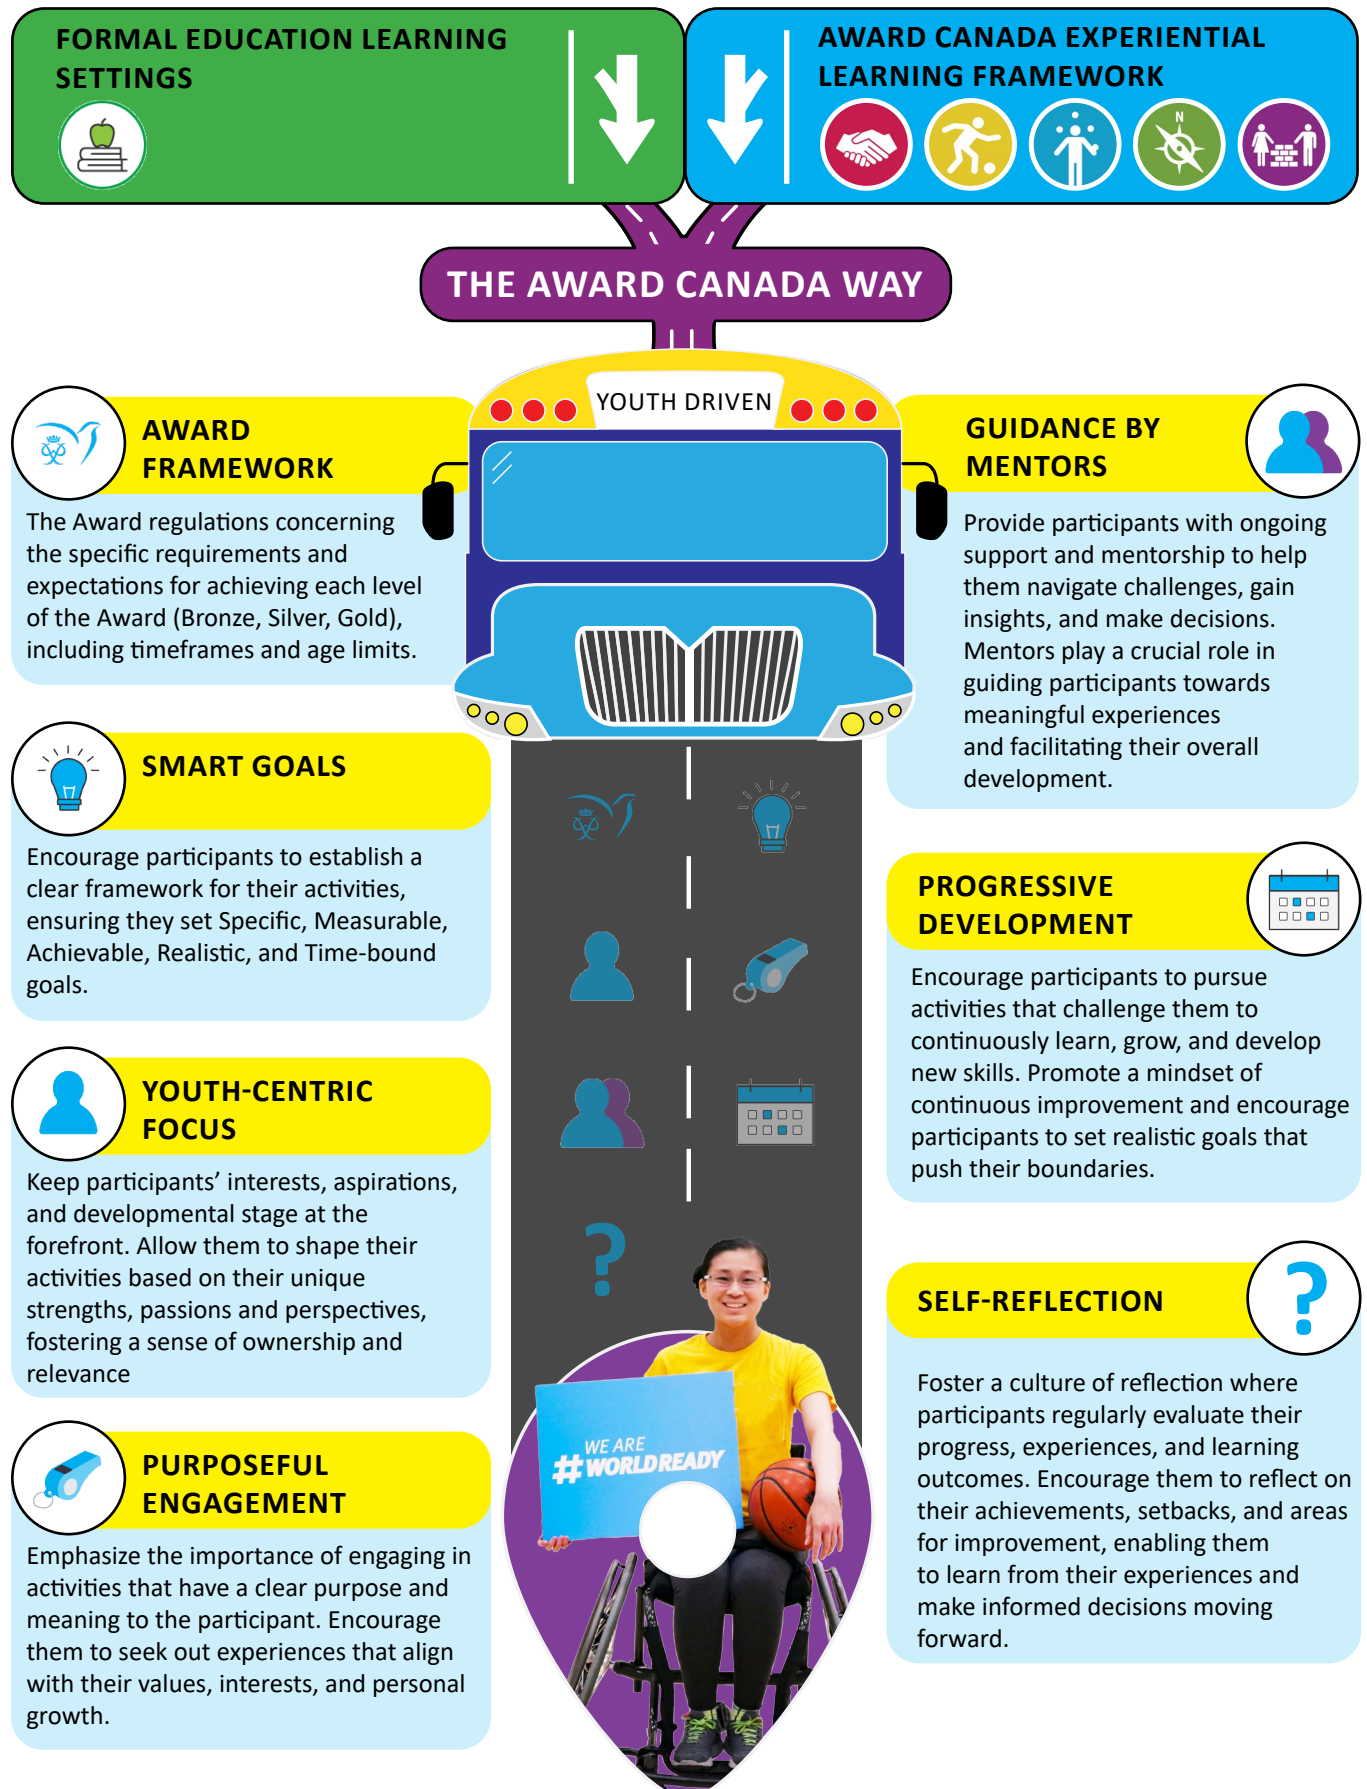 FORMAL EDUCATION LEARNING
SETTINGS
AWARD CANADA EXPERIENTIAL
LEARNING FRAMEWORK
N
THE AWARD CANADA WAY
YOUTH DRIVEN
AWARD
FRAMEWORK
The Award regulations concerning
the specific requirements and
expectations for achieving each level
of the Award (Bronze, Silver, Gold),
including timeframes and age limits.
SMART GOALS
Encourage participants to establish a
clear framework for their activities,
ensuring they set Specific, Measurable,
Achievable, Realistic, and Time-bound
goals.
YOUTH-CENTRIC
FOCUS
Keep participants’ interests, aspirations,
and developmental stage at the
forefront. Allow them to shape their
activities based on their unique
strengths, passions and perspectives,
fostering a sense of ownership and
relevance
PURPOSEFUL
ENGAGEMENT
Emphasize the importance of engaging in
activities that have a clear purpose and
meaning to the participant. Encourage
them to seek out experiences that align
with their values, interests, and personal
growth.
GUIDANCE BY
MENTORS
Provide participants with ongoing
support and mentorship to help
them navigate challenges, gain
insights, and make decisions.
Mentors play a crucial role in
guiding participants towards
meaningful experiences
and facilitating their overall
development.
PROGRESSIVE
DEVELOPMENT
Encourage participants to pursue
activities that challenge them to
continuously learn, grow, and develop
new skills. Promote a mindset of
continuous improvement and encourage
participants to set realistic goals that
push their boundaries.
SELF-REFLECTION
?
Foster a culture of reflection where
participants regularly evaluate their
progress, experiences, and learning
outcomes. Encourage them to reflect on
their achievements, setbacks, and areas
for improvement, enabling them
to learn from their experiences and
make informed decisions moving
forward.
?
WE ARE
#WORLDREADY